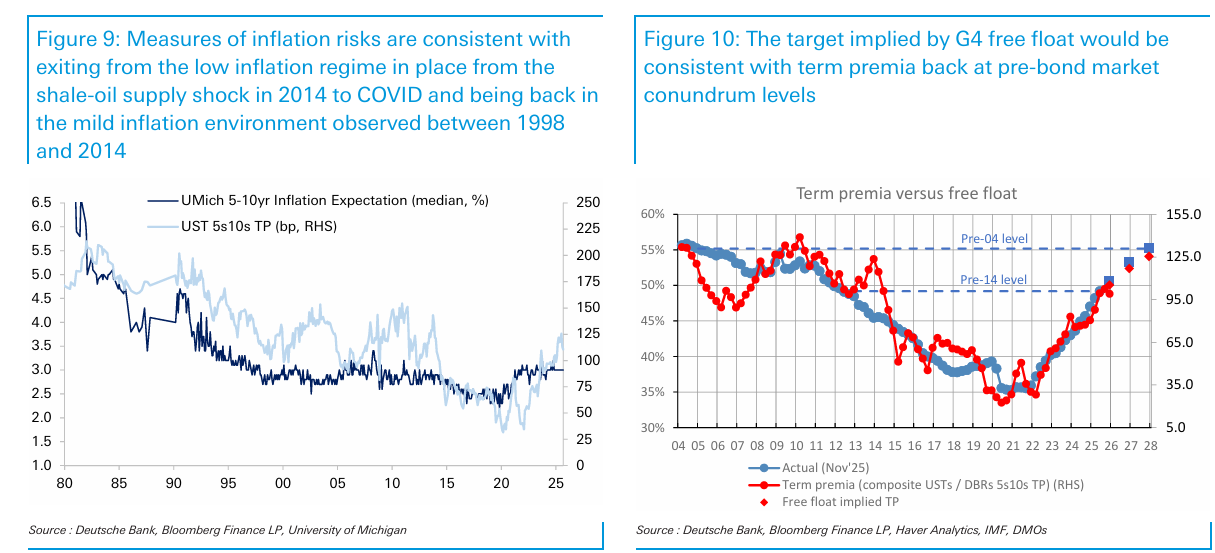 Figure 9: Measures of inflation risks are consistent with
exiting from the low inflation regime in place from the
shale-oil supply shock in 2014 to COVID and being back in
the mild inflation environment observed between 1998
and 2014
UMich 5-10yr Inflation Expectation (median, %)
UST 5s10s TP (bp, RHS)
6.5
6.0
5.5
5.0
4.5
4.0
3.5
3.0
2.5
2.0
1.5
1.0
250
225
200
175
150
125
100
75
50
25
0
80 85 90 95 00 05 10 15 20 25
Source : Deutsche Bank, Bloomberg Finance LP, University of Michigan
Figure 10: The target implied by G4 free float would be
consistent with term premia back at pre-bond market
conundrum levels
Term premia versus free float
60%
55%
50%
45%
40%
35%
30%
155.0
125.0
95.0
65.0
35.0
5.0
Pre-04 level
Pre-14 level
04 05 06 07 08 09 10 11 12 13 14 15 16 17 18 19 20 21 22 23 24 25 26 27 28
Actual (Nov'25)
Term premia (composite USTs / DBRs 5s10s TP) (RHS)
Free float implied TP
Source : Deutsche Bank, Bloomberg Finance LP, Haver Analytics, IMF, DMOs